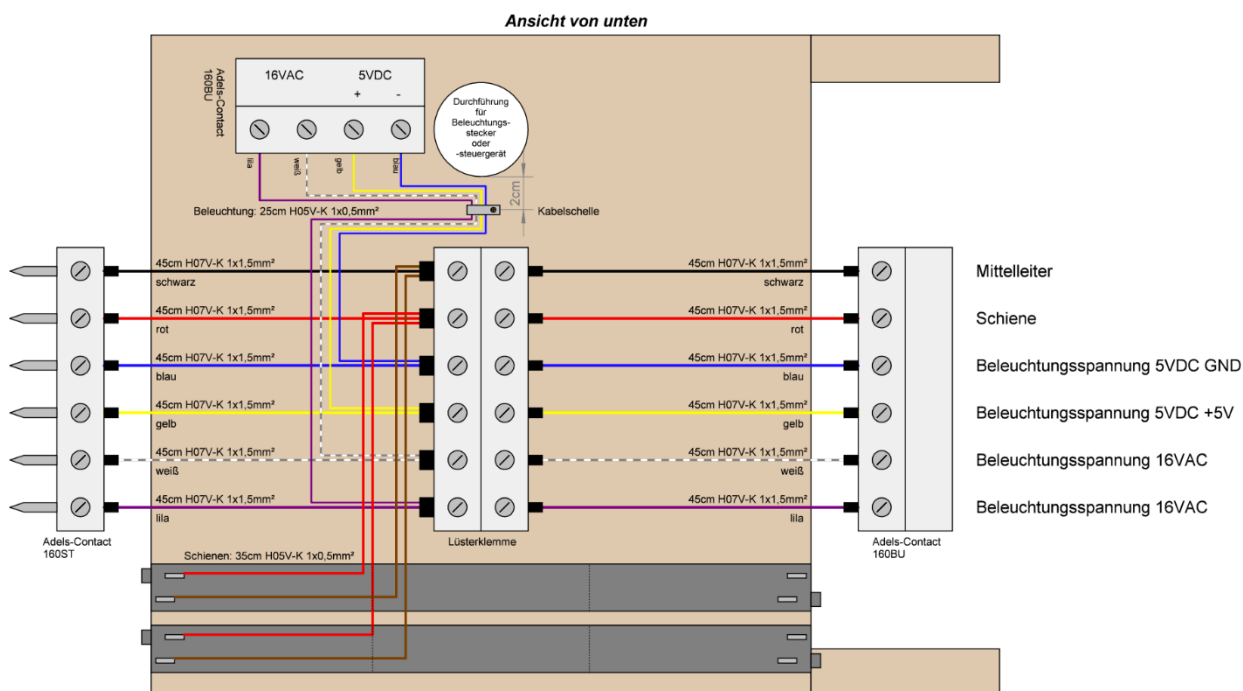 Ansicht von unten
Adels-Contact
160BU
16VAC
5VDC
+
-
lila
weiß
gelb
blau
Durchführung
für
Beleuchtungs-
stecker
oder
-steuergerät
2cm
Beleuchtung: 25cm H05V-K 1x0,5mm²
Kabelschelle
45cm H07V-K 1x1,5mm²
schwarz
45cm H07V-K 1x1,5mm²
schwarz
Mittelleiter
45cm H07V-K 1x1,5mm²
rot
45cm H07V-K 1x1,5mm²
rot
Schiene
45cm H07V-K 1x1,5mm²
blau
45cm H07V-K 1x1,5mm²
blau
Beleuchtungsspannung 5VDC GND
45cm H07V-K 1x1,5mm²
gelb
45cm H07V-K 1x1,5mm²
gelb
Beleuchtungsspannung 5VDC +5V
45cm H07V-K 1x1,5mm²
weiß
45cm H07V-K 1x1,5mm²
weiß
Beleuchtungsspannung 16VAC
45cm H07V-K 1x1,5mm²
lila
45cm H07V-K 1x1,5mm²
lila
Beleuchtungsspannung 16VAC
Adels-Contact
160ST
Lüsterklemme
Adels-Contact
160BU
Schienen: 35cm H05V-K 1x0,5mm²